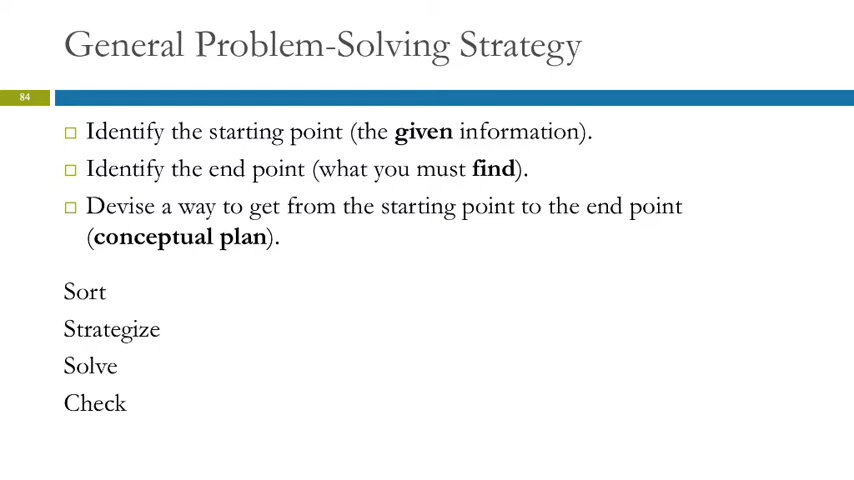 General Problem-Solving Strategy
84
Identify the starting point (the given information).
Identify the end point (what you must find).
Devise a way to get from the starting point to the end point
(conceptual plan).
Sort
Strategize
Solve
Check